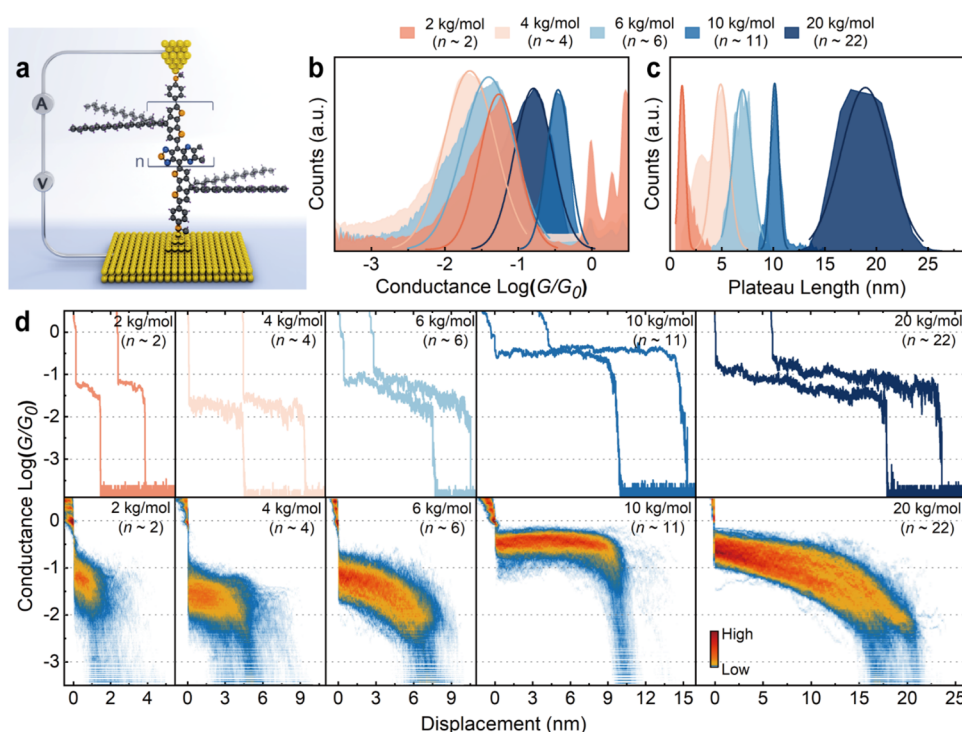 2 kg/mol 4 kg/mol 6 kg/mol 10 kg/mol 20 kg/mol
(n ~ 2) (n ~ 4) (n ~ 6) (n ~ 11) (n ~ 22)
a
A
V
n
b
Counts (a.u.)
-3 -2 -1 0
Conductance Log(G/G0)
c
Counts (a.u.)
0 5 10 15 20 25
Plateau Length (nm)
d
Conductance Log(G/G0)
0
-1
-2
-3
2 kg/mol
(n ~ 2)
4 kg/mol
(n ~ 4)
6 kg/mol
(n ~ 6)
10 kg/mol
(n ~ 11)
20 kg/mol
(n ~ 22)
Conductance Log(G/G0)
0
-1
-2
-3
2 kg/mol
(n ~ 2)
4 kg/mol
(n ~ 4)
6 kg/mol
(n ~ 6)
10 kg/mol
(n ~ 11)
20 kg/mol
(n ~ 22)
High
Low
0 2 4 0 3 6 9 0 3 6 9 0 3 6 9 12 15 0 5 10 15 20 25
Displacement (nm)